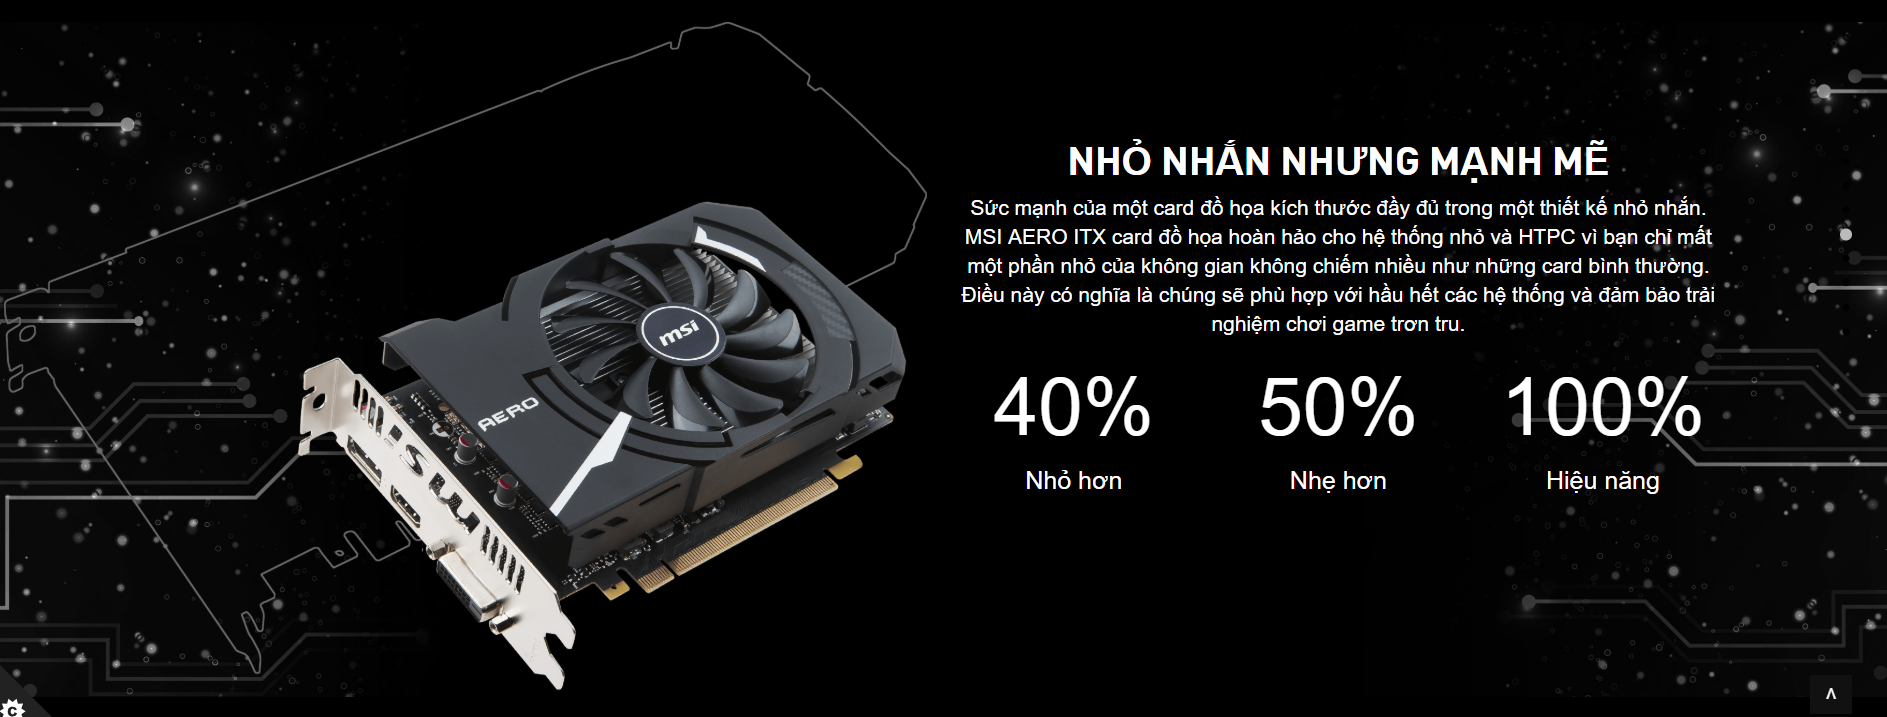 NHỎ NHẮN NHƯNG MẠNH MẼ
Sức mạnh của một card đồ họa kích thước đầy đủ trong một thiết kế nhỏ nhắn.
MSI AERO ITX card đồ họa hoàn hảo cho hệ thống nhỏ và HTPC vì bạn chỉ mất
một phần nhỏ của không gian không chiếm nhiều như những card bình thường.
Điều này có nghĩa là chúng sẽ phù hợp với hầu hết các hệ thống và đảm bảo trải
nghiệm chơi game trơn tru.
40%
50%
100%
Nhỏ hơn
Nhẹ hơn
Hiệu năng
msi
AERO